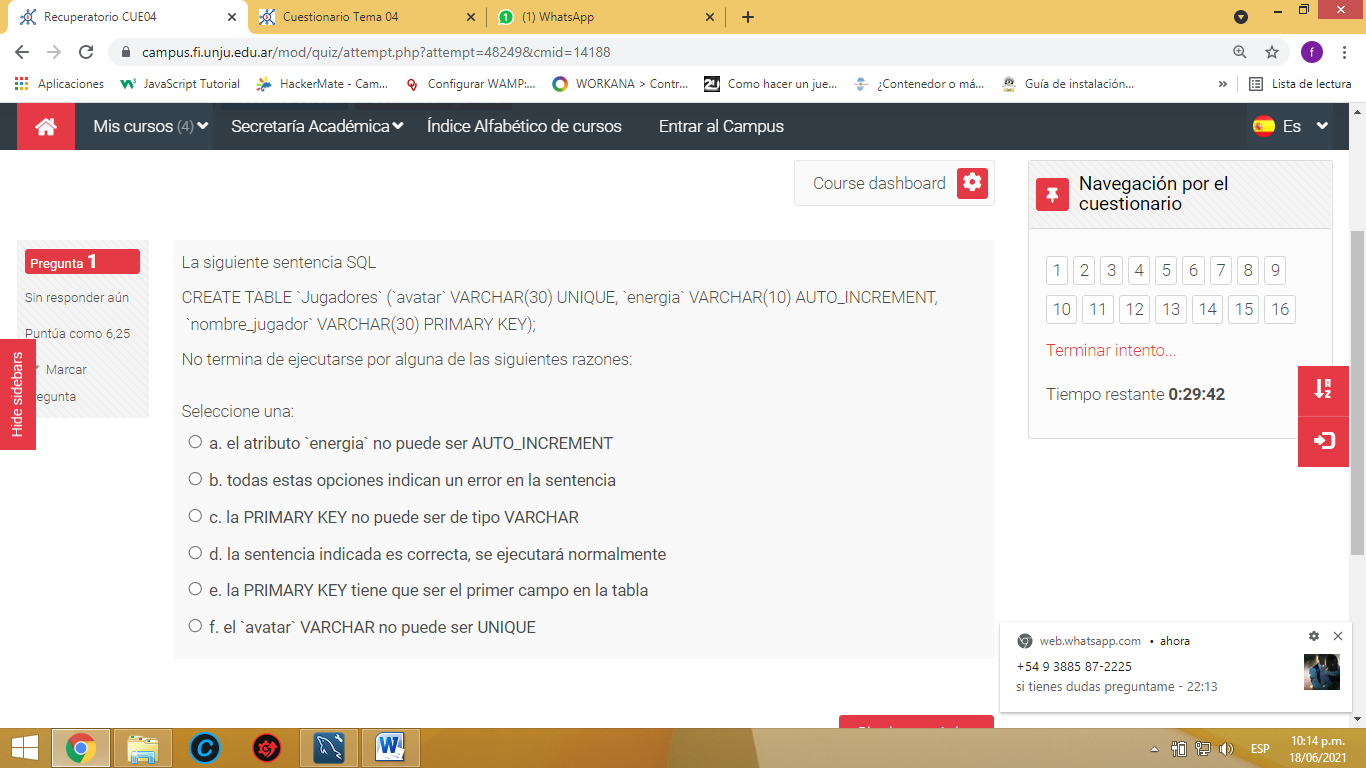 Recuperatorio CUE04
Cuestionario Tema 04
(1) WhatsApp
campus.fi.unju.edu.ar/mod/quiz/attempt.php?attempt=48249&cmid=14188
f
Aplicaciones
JavaScript Tutorial
HackerMate - Cam...
Configurar WAMP:...
WORKANA > Contr...
Como hacer un jue...
¿Contenedor o má...
Guía de instalación...
»
Lista de lectura
Mis cursos (4)
Secretaría Académica
Índice Alfabético de cursos
Entrar al Campus
Es
Course dashboard
Pregunta 1
Sin responder aún
Puntúa como 6,25
Marcar
egunta
Hide sidebars
La siguiente sentencia SQL
CREATE TABLE `Jugadores` (`avatar` VARCHAR(30) UNIQUE, `energia` VARCHAR(10) AUTO_INCREMENT,
`nombre_jugador` VARCHAR(30) PRIMARY KEY);
No termina de ejecutarse por alguna de las siguientes razones:
Seleccione una:
a. el atributo `energia` no puede ser AUTO_INCREMENT
b. todas estas opciones indican un error en la sentencia
c. la PRIMARY KEY no puede ser de tipo VARCHAR
d. la sentencia indicada es correcta, se ejecutará normalmente
e. la PRIMARY KEY tiene que ser el primer campo en la tabla
f. el `avatar` VARCHAR no puede ser UNIQUE
Navegación por el
cuestionario
1 2 3 4 5 6 7 8 9
10 11 12 13 14 15 16
Terminar intento...
Tiempo restante 0:29:42
web.whatsapp.com • ahora
+54 9 3885 87-2225
si tienes dudas preguntame - 22:13
ESP
10:14 p.m.
18/06/2021